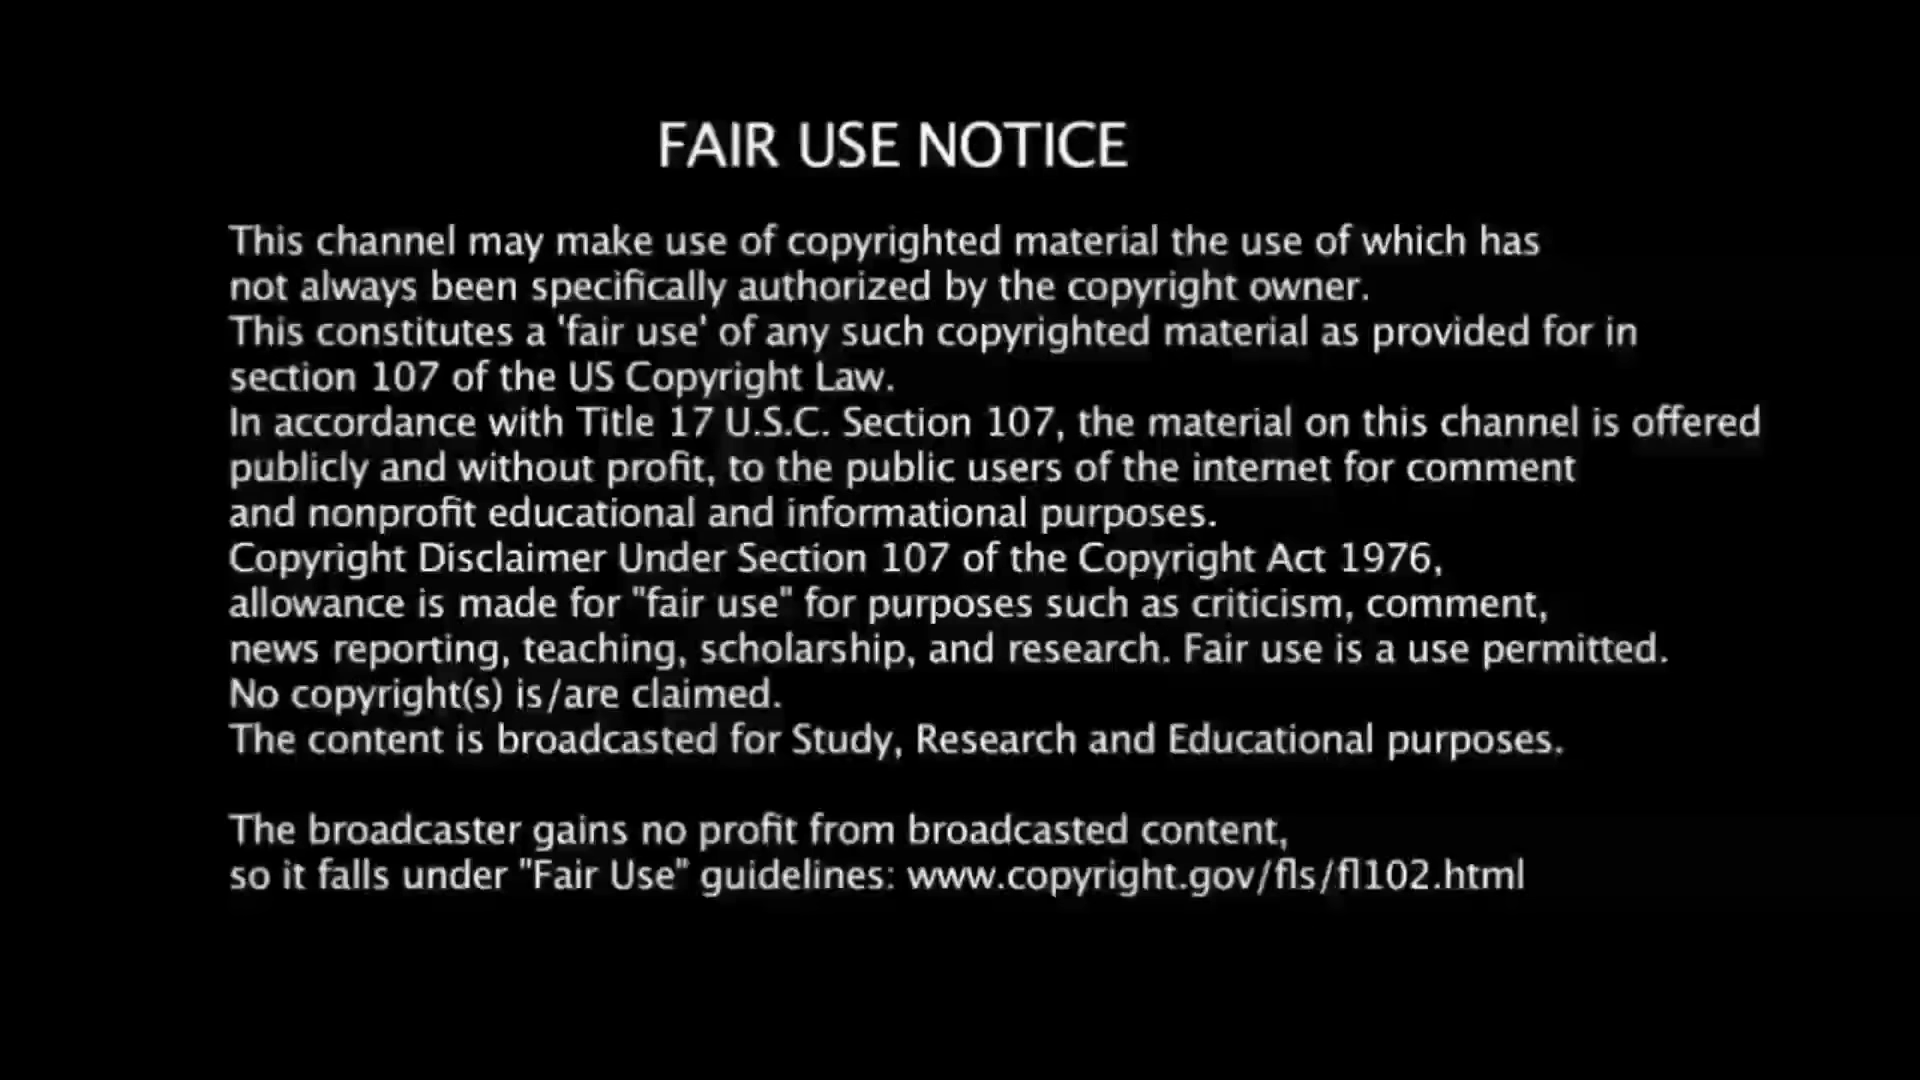 FAIR USE NOTICE
This channel may make use of copyrighted material the use of which has
not always been specifically authorized by the copyright owner.
This constitutes a 'fair use' of any such copyrighted material as provided for in
section 107 of the US Copyright Law.
In accordance with Title 17 U.S.C. Section 107, the material on this channel is offered
publicly and without profit, to the public users of the internet for comment
and nonprofit educational and informational purposes.
Copyright Disclaimer Under Section 107 of the Copyright Act 1976,
allowance is made for "fair use" for purposes such as criticism, comment,
news reporting, teaching, scholarship, and research. Fair use is a use permitted.
No copyright(s) is/are claimed.
The content is broadcasted for Study, Research and Educational purposes.
The broadcaster gains no profit from broadcasted content,
so it falls under "Fair Use" guidelines: www.copyright.gov/fls/fl102.html